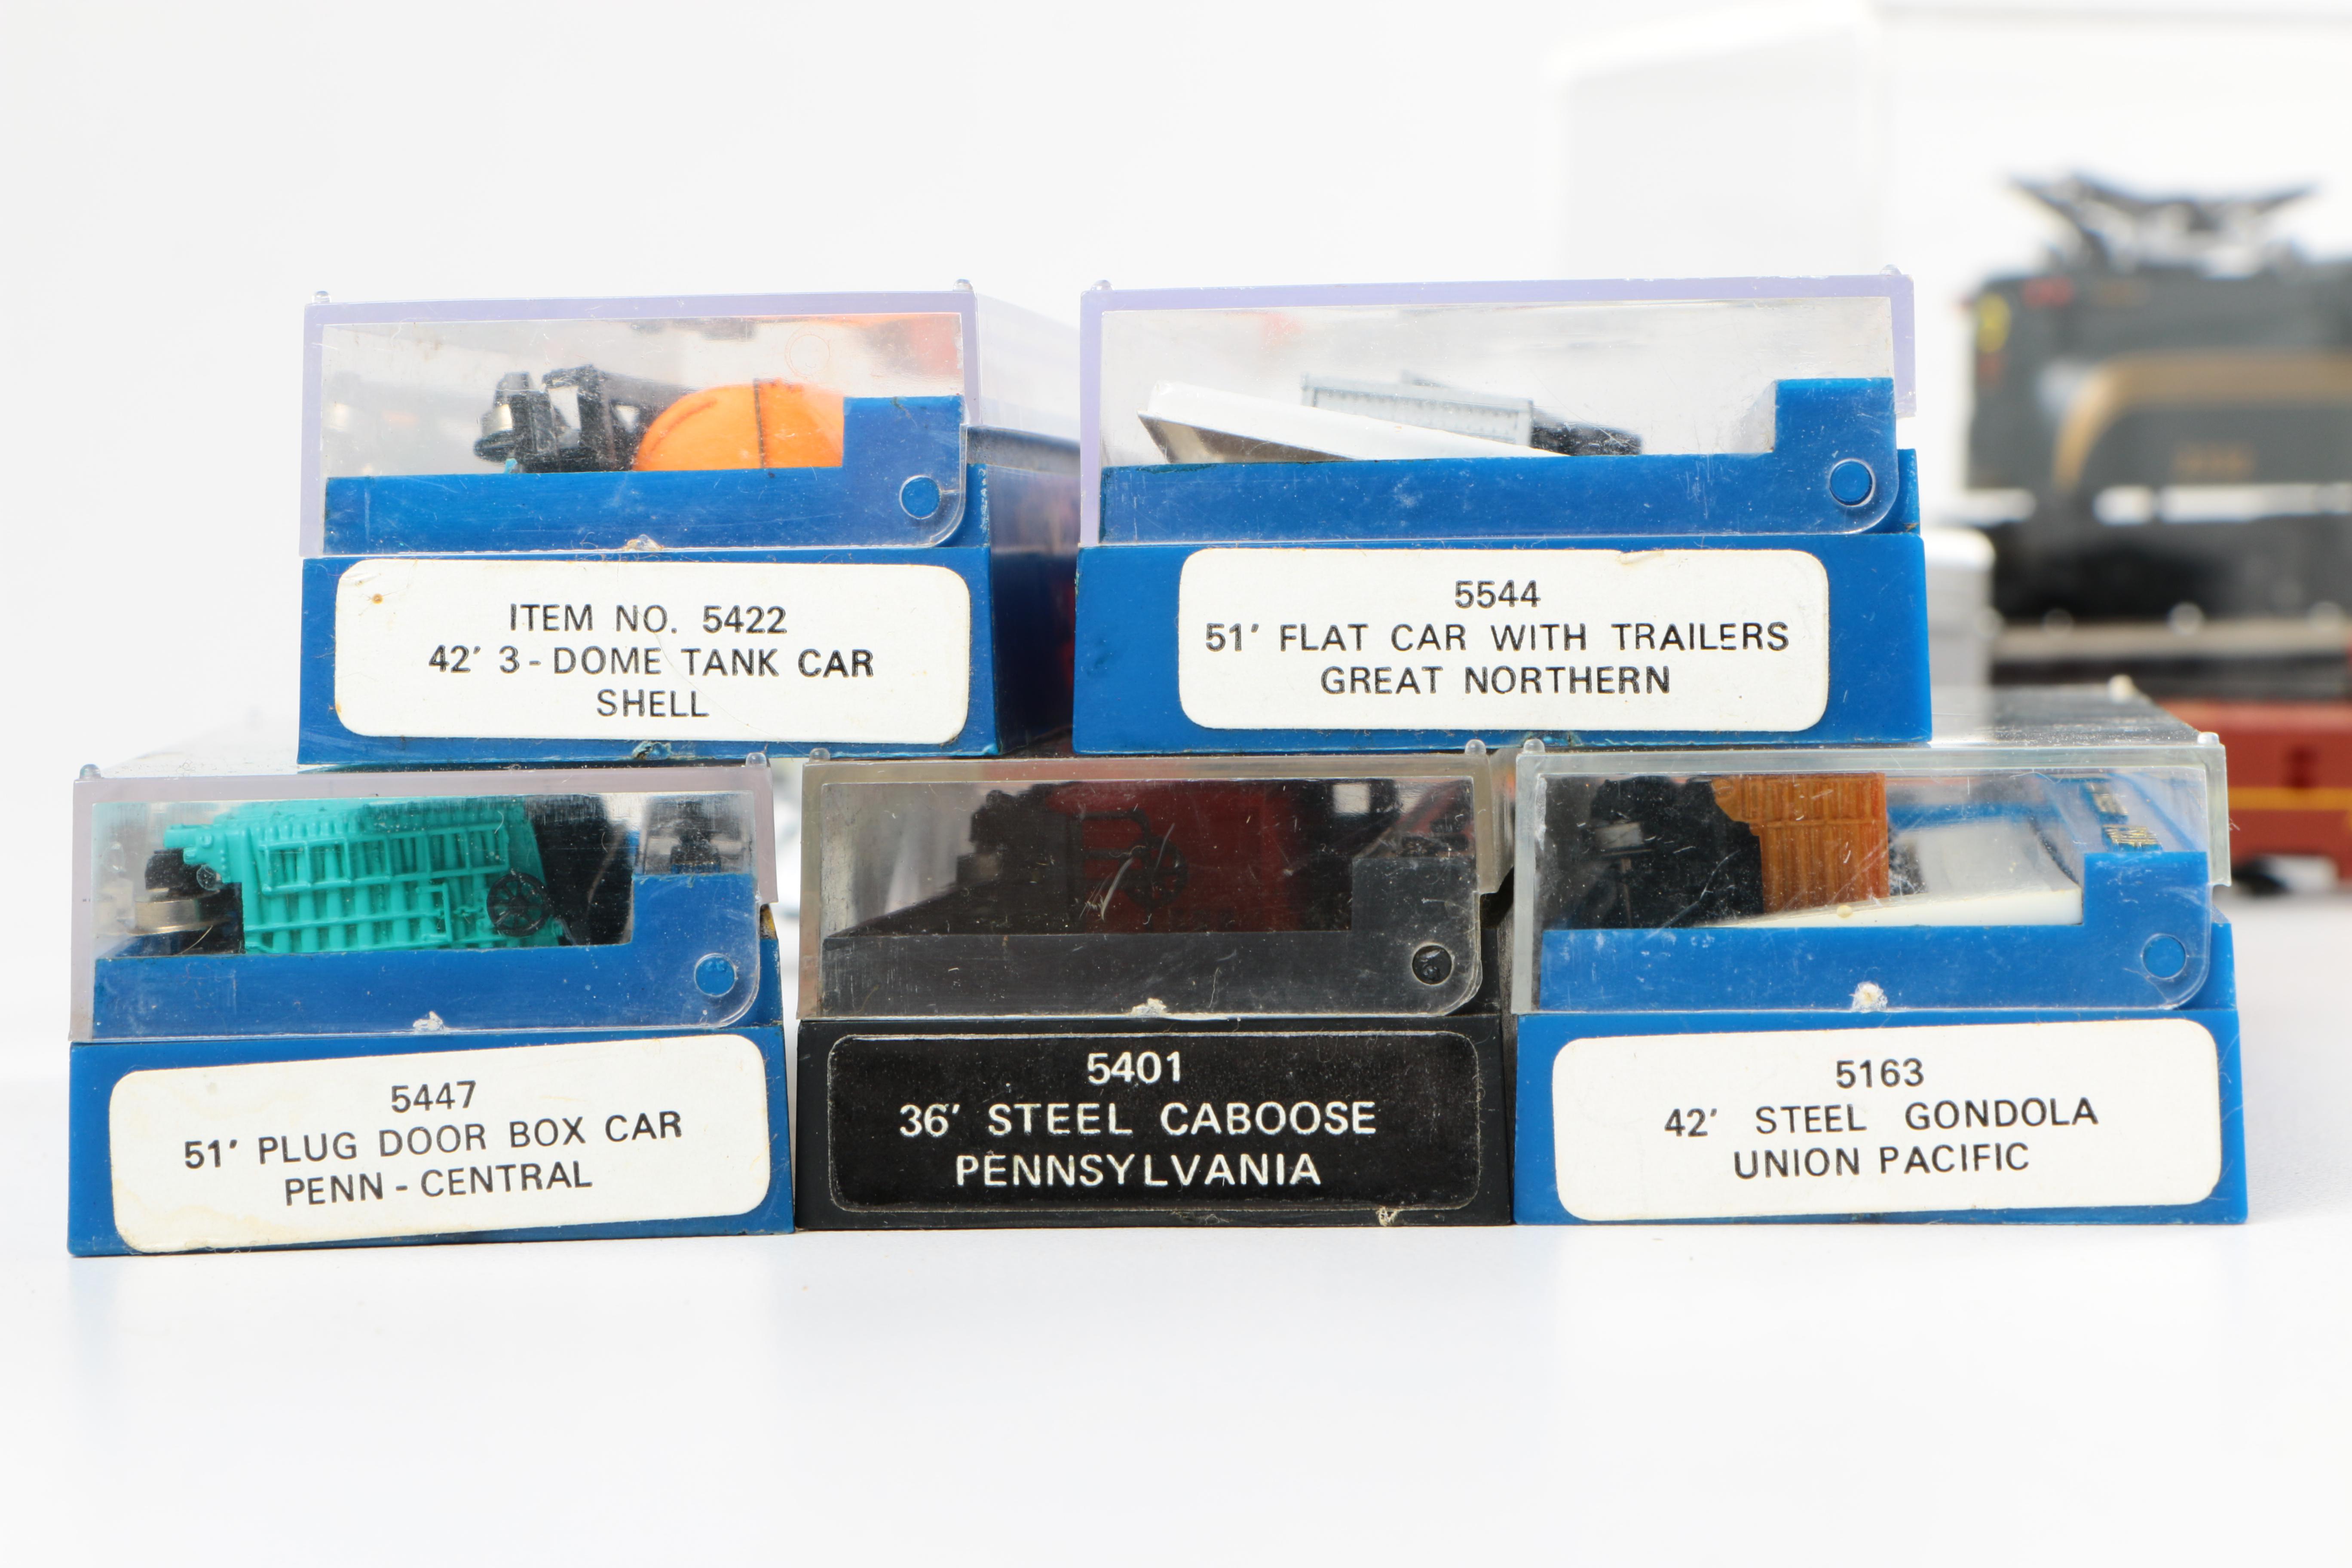 ITEM NO. 5422
42' 3-DOME TANK CAR
SHELL
5544
51' FLAT CAR WITH TRAILERS
GREAT NORTHERN
5447
51' PLUG DOOR BOX CAR
PENN-CENTRAL
5401
36' STEEL CABOOSE
PENNSYLVANIA
5163
42' STEEL GONDOLA
UNION PACIFIC